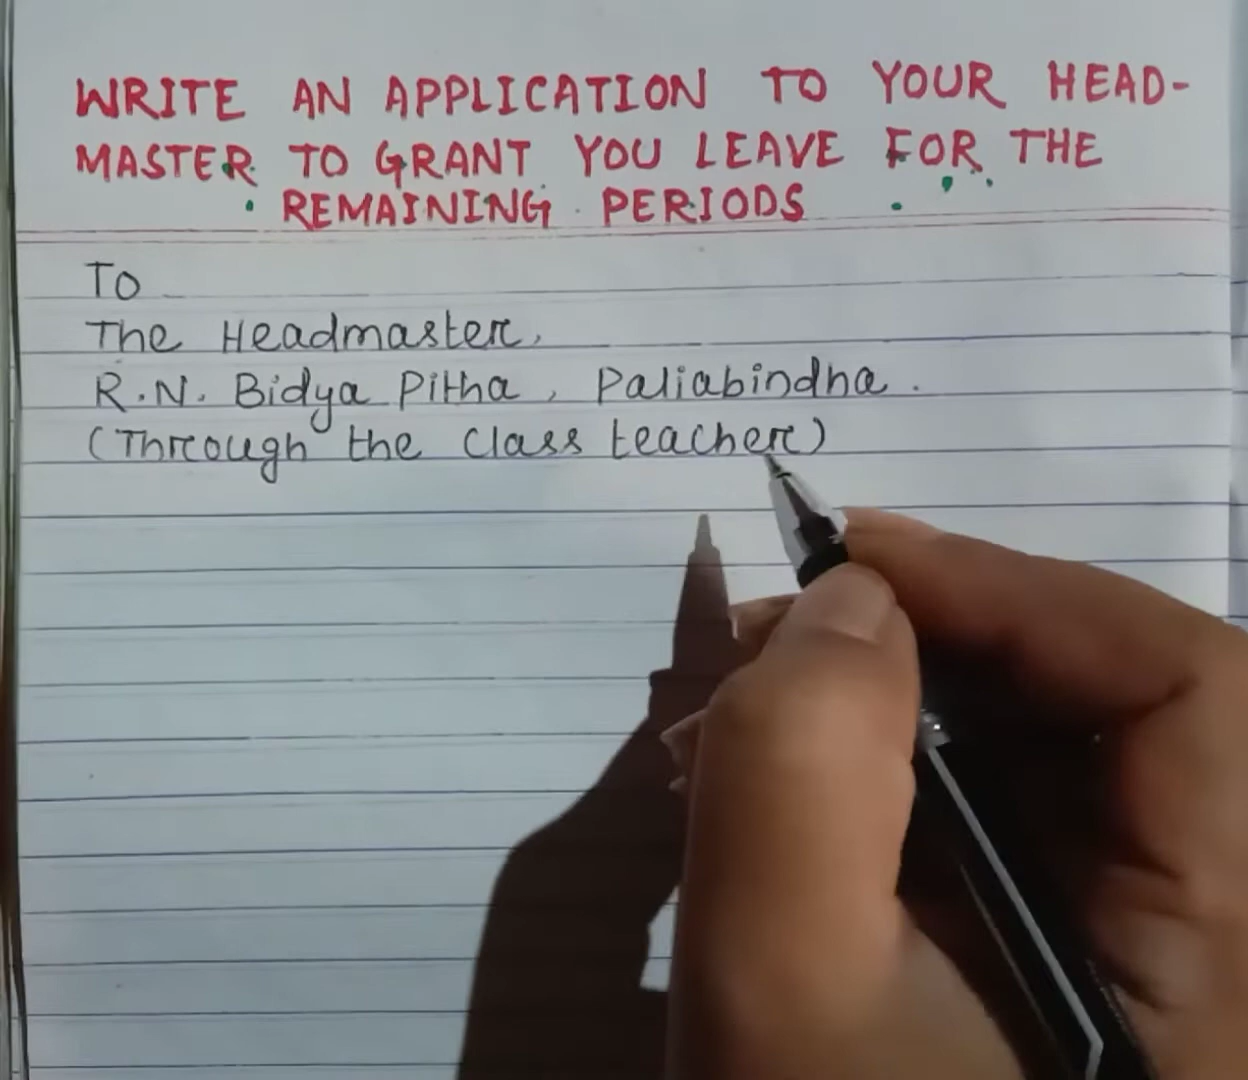 WRITE AN APPLICATION TO YOUR HEAD-
MASTER TO GRANT YOU LEAVE FOR THE
REMAINING PERIODS
To
The Headmaster,
R.N. Bidya Pitha, Paliabindha.
(Through the class teacher)